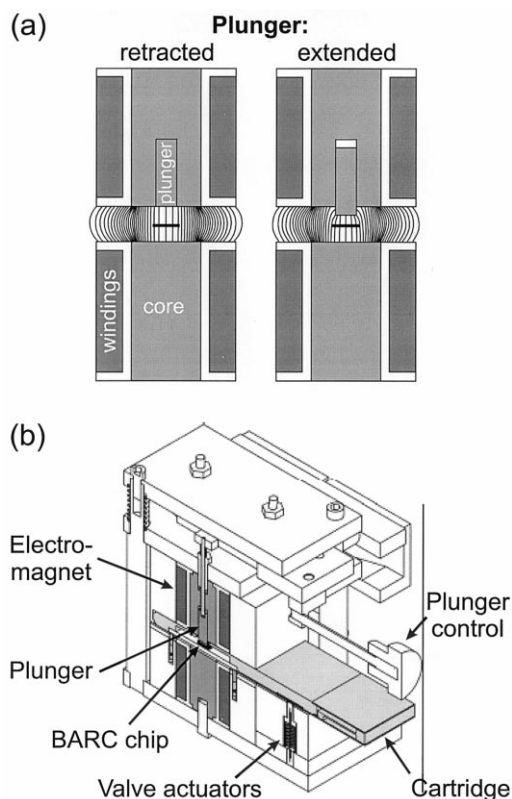 (a)
Plunger:
retracted
extended
plunger
windings
core
(b)
Electro-
magnet
Plunger
BARC chip
Valve actuators
Plunger
control
Cartridge